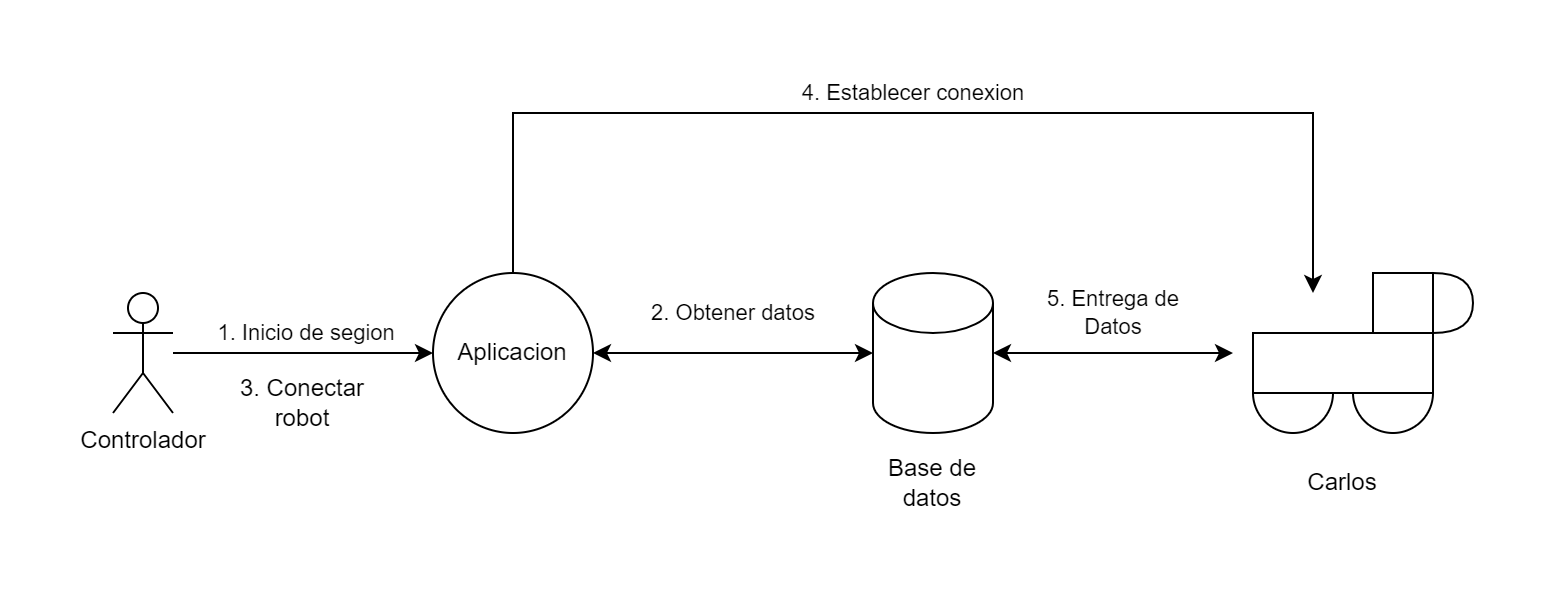 4. Establecer conexion
1. Inicio de segion
3. Conectar
robot
Controlador
Aplicacion
2. Obtener datos
Base de
datos
5. Entrega de
Datos
Carlos